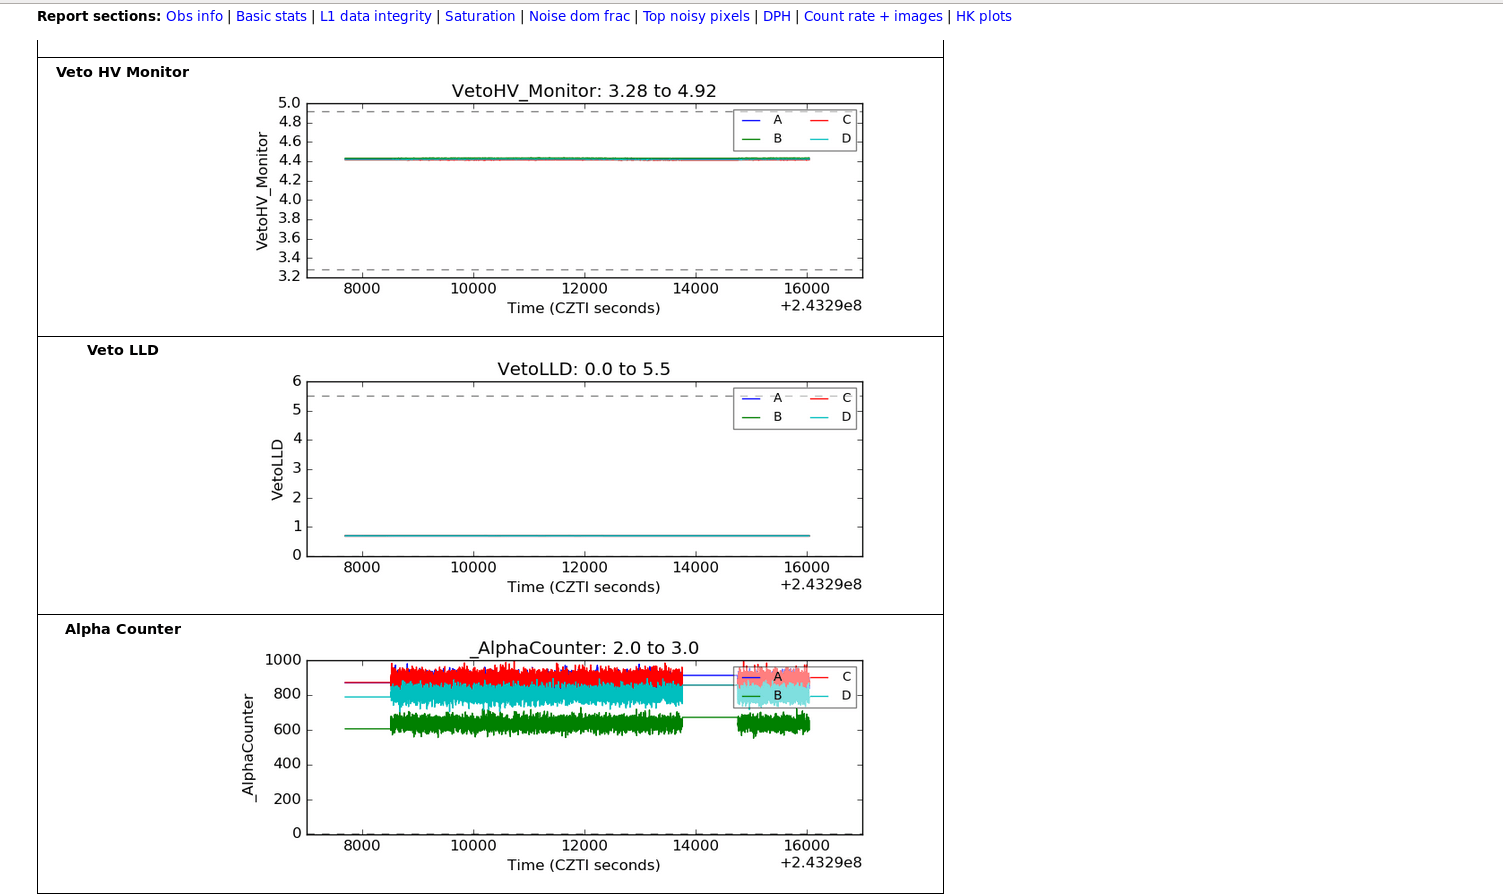 Report sections: Obs info | Basic stats | L1 data integrity | Saturation | Noise dom frac | Top noisy pixels | DPH | Count rate + images | HK plots
Veto HV Monitor
VetoHV_Monitor: 3.28 to 4.92
5.0
4.8
4.6
4.4
4.2
4.0
3.8
3.6
3.4
3.2
VetoHV_Monitor
A C
B D
8000 10000 12000 14000 16000
Time (CZTI seconds)
+2.4329e8
Veto LLD
VetoLLD: 0.0 to 5.5
6
5
4
3
2
1
0
VetoLLD
A C
B D
8000 10000 12000 14000 16000
Time (CZTI seconds)
+2.4329e8
Alpha Counter
_AlphaCounter: 2.0 to 3.0
1000
800
600
400
200
0
_AlphaCounter
A C
B D
8000 10000 12000 14000 16000
Time (CZTI seconds)
+2.4329e8